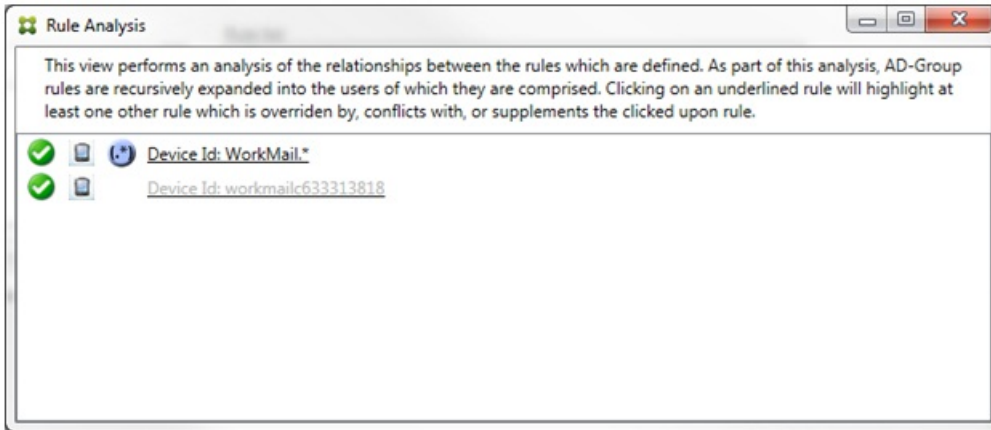 Rule Analysis
This view performs an analysis of the relationships between the rules which are defined. As part of this analysis, AD-Group
rules are recursively expanded into the users of which they are comprised. Clicking on an underlined rule will highlight at
least one other rule which is overriden by, conflicts with, or supplements the clicked upon rule.
(.*) Device Id: WorkMail.*
Device Id: workmailc633313818